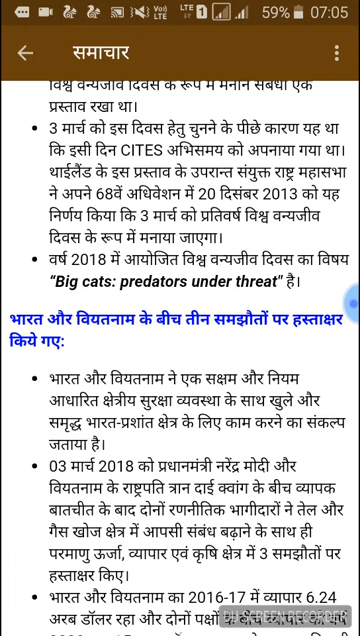 LTE 59% 07:05
समाचार
विश्व वन्यजीव दिवस के रूप में मनाने संबंधी एक
प्रस्ताव रखा था।
• 3 मार्च को इस दिवस हेतु चुनने के पीछे कारण यह था
कि इसी दिन CITES अभिसमय को अपनाया गया था।
थाईलैंड के इस प्रस्ताव के उपरान्त संयुक्त राष्ट्र महासभा
ने अपने 68वें अधिवेशन में 20 दिसंबर 2013 को यह
निर्णय किया कि 3 मार्च को प्रतिवर्ष विश्व वन्यजीव
दिवस के रूप में मनाया जाएगा।
• वर्ष 2018 में आयोजित विश्व वन्यजीव दिवस का विषय
“Big cats: predators under threat" है।
भारत और वियतनाम के बीच तीन समझौतों पर हस्ताक्षर
किये गए:
• भारत और वियतनाम ने एक सक्षम और नियम
आधारित क्षेत्रीय सुरक्षा व्यवस्था के साथ खुले और
समृद्ध भारत-प्रशांत क्षेत्र के लिए काम करने का संकल्प
जताया है।
• 03 मार्च 2018 को प्रधानमंत्री नरेंद्र मोदी और
वियतनाम के राष्ट्रपति त्रान दाई क्वांग के बीच व्यापक
बातचीत के बाद दोनों रणनीतिक भागीदारों ने तेल और
गैस खोज क्षेत्र में आपसी संबंध बढ़ाने के साथ ही
परमाणु ऊर्जा, व्यापार एवं कृषि क्षेत्र में 3 समझौतों पर
हस्ताक्षर किए।
• भारत और वियतनाम का 2016-17 में व्यापार 6.24
अरब डॉलर रहा और दोनों पक्षों के बीच व्यापार को वर्ष
DU SCREEN RECORDER